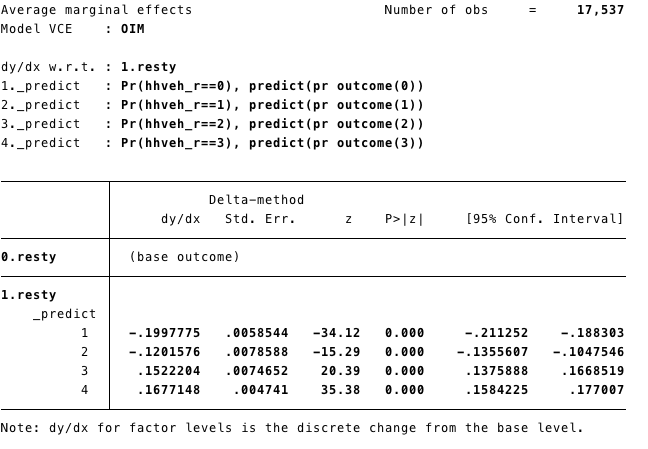 Average marginal effects                        Number of obs     =     17,537
Model VCE    : OIM
dy/dx w.r.t. : 1.resty
1._predict   : Pr(hhveh_r==0), predict(pr outcome(0))
2._predict   : Pr(hhveh_r==1), predict(pr outcome(1))
3._predict   : Pr(hhveh_r==2), predict(pr outcome(2))
4._predict   : Pr(hhveh_r==3), predict(pr outcome(3))
Delta-method
dy/dx   Std. Err.      z    P>|z|     [95% Conf. Interval]
0.resty      (base outcome)
1.resty
_predict
1     -.1997775   .0058544   -34.12   0.000     -.211252    -.188303
2     -.1201576   .0078588   -15.29   0.000    -.1355607   -.1047546
3      .1522204   .0074652    20.39   0.000     .1375888    .1668519
4      .1677148    .004741    35.38   0.000     .1584225     .177007
Note: dy/dx for factor levels is the discrete change from the base level.